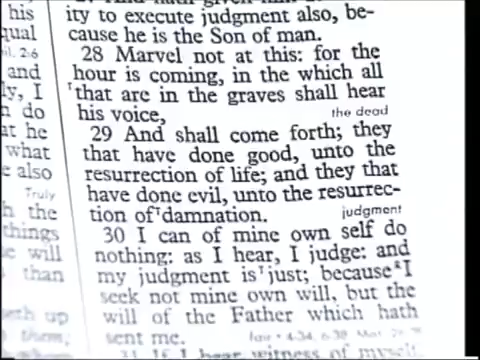 his
qual
and
ly, I
do
at he
what
e also
Truly
h the
things
will
than
ity to execute judgment also, be-
cause he is the Son of man.
28 Marvel not at this: for the
hour is coming, in the which all
that are in the graves shall hear
his voice,
the dead
29 And shall come forth; they
that have done good, unto the
resurrection of life; and they that
have done evil, unto the resurrec-
tion of damnation.
judgment
30 I can of mine own self do
nothing: as I hear, I judge: and
my judgment is just; because I
seek not mine own will, but the
will of the Father which hath
sent me.
witness of